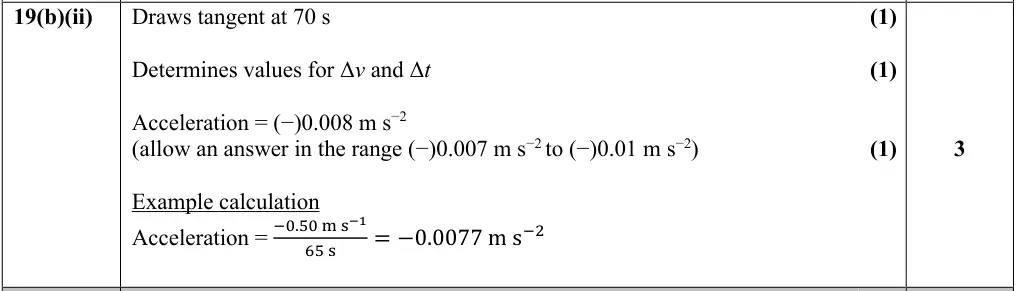 19(b)(ii) Draws tangent at 70 s (1)
Determines values for Δv and Δt (1)
Acceleration = (−)0.008 m s⁻²
(allow an answer in the range (−)0.007 m s⁻² to (−)0.01 m s⁻²) (1) 3
Example calculation
Acceleration = −0.50 m s⁻¹ / 65 s = −0.0077 m s⁻²